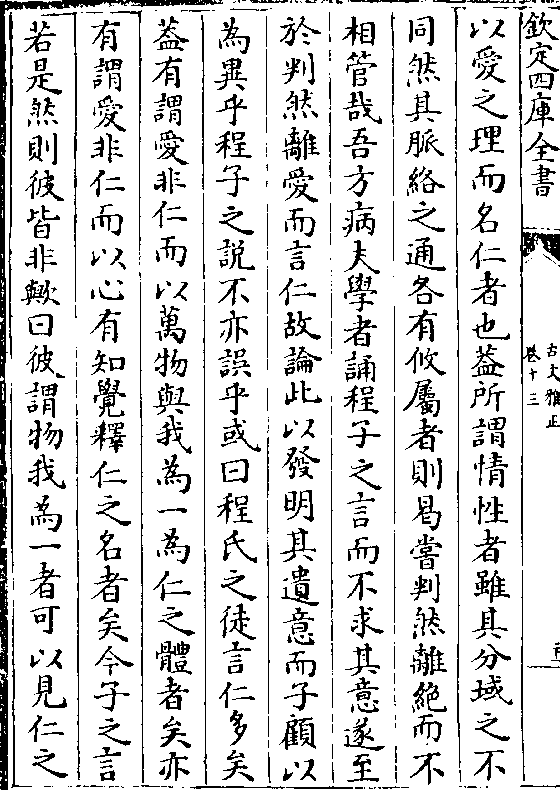 欽定四庫全書
古文雅正
卷十三
以愛之理而名仁者也葢所謂情性者雖其分域之不
同然其脈絡之通各有攸屬者則曷嘗判然離絶而不
相管哉吾方病夫學者誦程子之言而不求其意遂至
於判然離愛而言仁故論此以發明其遺意而子顧以
為異乎程子之說不亦誤乎或曰程氏之徒言仁多矣
葢有謂愛非仁而以萬物與我為一為仁之體者矣亦
有謂愛非仁而以心有知覺釋仁之名者矣今子之言
若是然則彼皆非歟曰彼謂物我為一者可以見仁之